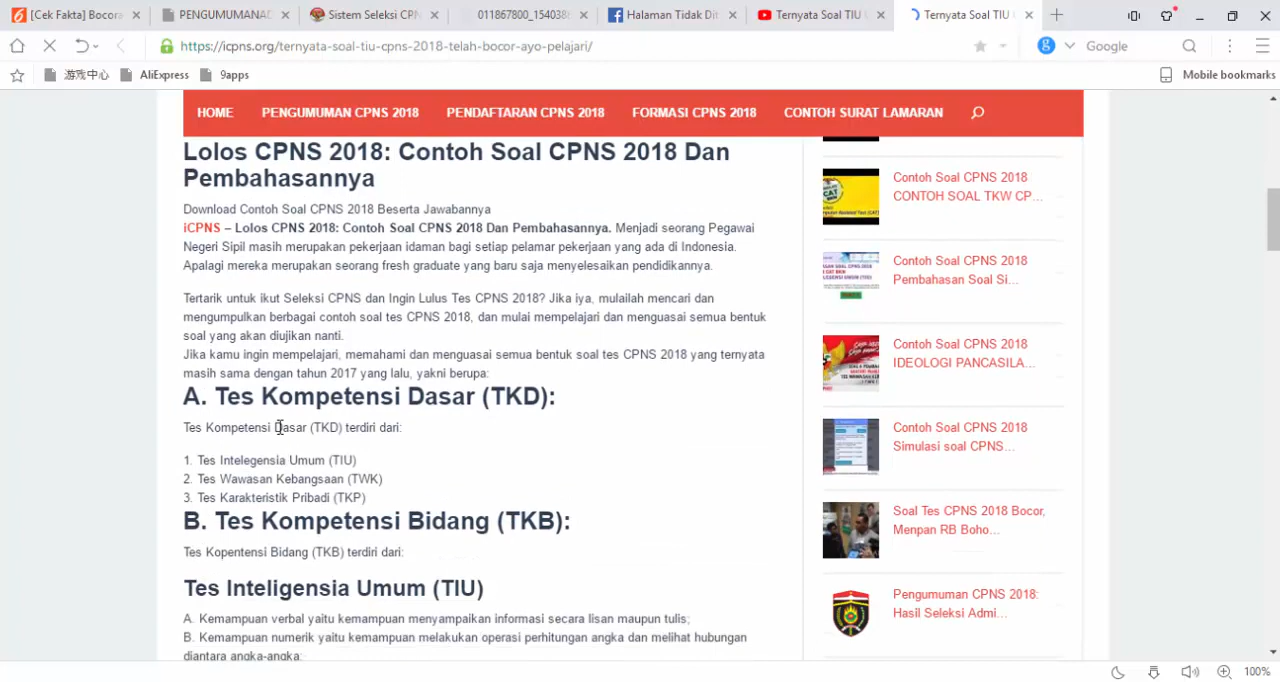 [Cek Fakta] Bocora
PENGUMUMANAD
Sistem Seleksi CPN
011867800_154038
Halaman Tidak Dit
Ternyata Soal TIU
Ternyata Soal TIU
https://icpns.org/ternyata-soal-tiu-cpns-2018-telah-bocor-ayo-pelajari/
Google
游戏中心
AliExpress
9apps
Mobile bookmarks
HOME
PENGUMUMAN CPNS 2018
PENDAFTARAN CPNS 2018
FORMASI CPNS 2018
CONTOH SURAT LAMARAN
Lolos CPNS 2018: Contoh Soal CPNS 2018 Dan
Pembahasannya
Download Contoh Soal CPNS 2018 Beserta Jawabannya
iCPNS – Lolos CPNS 2018: Contoh Soal CPNS 2018 Dan Pembahasannya. Menjadi seorang Pegawai
Negeri Sipil masih merupakan pekerjaan idaman bagi setiap pelamar pekerjaan yang ada di Indonesia.
Apalagi mereka merupakan seorang fresh graduate yang baru saja menyelesaikan pendidikannya.
Tertarik untuk ikut Seleksi CPNS dan Ingin Lulus Tes CPNS 2018? Jika iya, mulailah mencari dan
mengumpulkan berbagai contoh soal tes CPNS 2018, dan mulai mempelajari dan menguasai semua bentuk
soal yang akan diujikan nanti.
Jika kamu ingin mempelajari, memahami dan menguasai semua bentuk soal tes CPNS 2018 yang ternyata
masih sama dengan tahun 2017 yang lalu, yakni berupa:
A. Tes Kompetensi Dasar (TKD):
Tes Kompetensi Dasar (TKD) terdiri dari:
1. Tes Intelegensia Umum (TIU)
2. Tes Wawasan Kebangsaan (TWK)
3. Tes Karakteristik Pribadi (TKP)
B. Tes Kompetensi Bidang (TKB):
Tes Kopentensi Bidang (TKB) terdiri dari:
Tes Inteligensia Umum (TIU)
A. Kemampuan verbal yaitu kemampuan menyampaikan informasi secara lisan maupun tulis;
B. Kemampuan numerik yaitu kemampuan melakukan operasi perhitungan angka dan melihat hubungan
diantara angka-angka;
Contoh Soal CPNS 2018
CONTOH SOAL TKW CP...
Contoh Soal CPNS 2018
Pembahasan Soal Si...
Contoh Soal CPNS 2018
IDEOLOGI PANCASILA...
Contoh Soal CPNS 2018
Simulasi soal CPNS...
Soal Tes CPNS 2018 Bocor,
Menpan RB Boho...
Pengumuman CPNS 2018:
Hasil Seleksi Admi...
100%